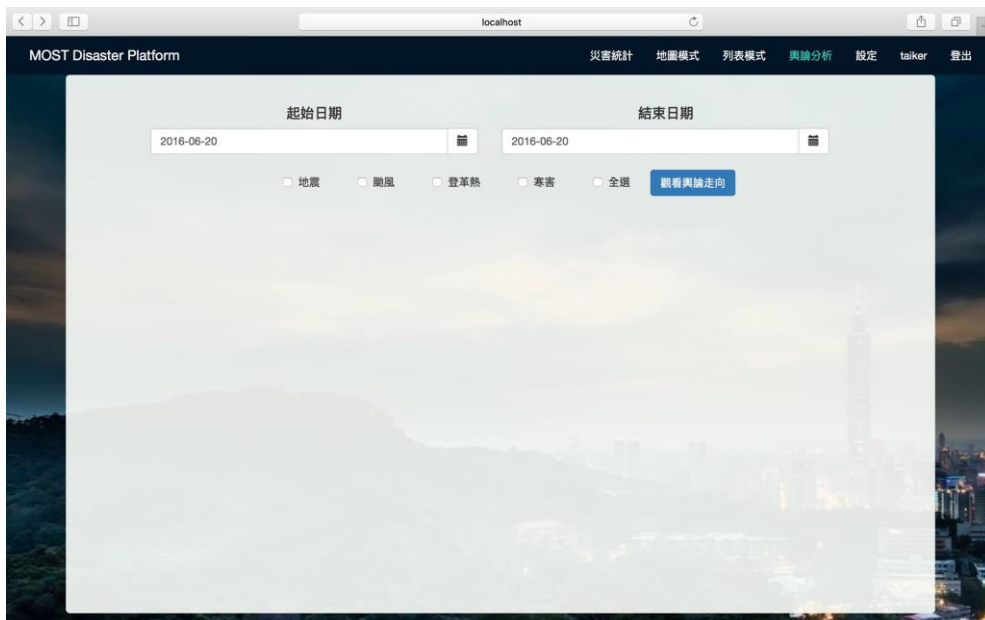 localhost
MOST Disaster Platform 災害統計 地圖模式 列表模式 輿論分析 設定 taiker 登出
起始日期 結束日期
2016-06-20 2016-06-20
地震 颱風 登革熱 寒害 全選 觀看輿論走向